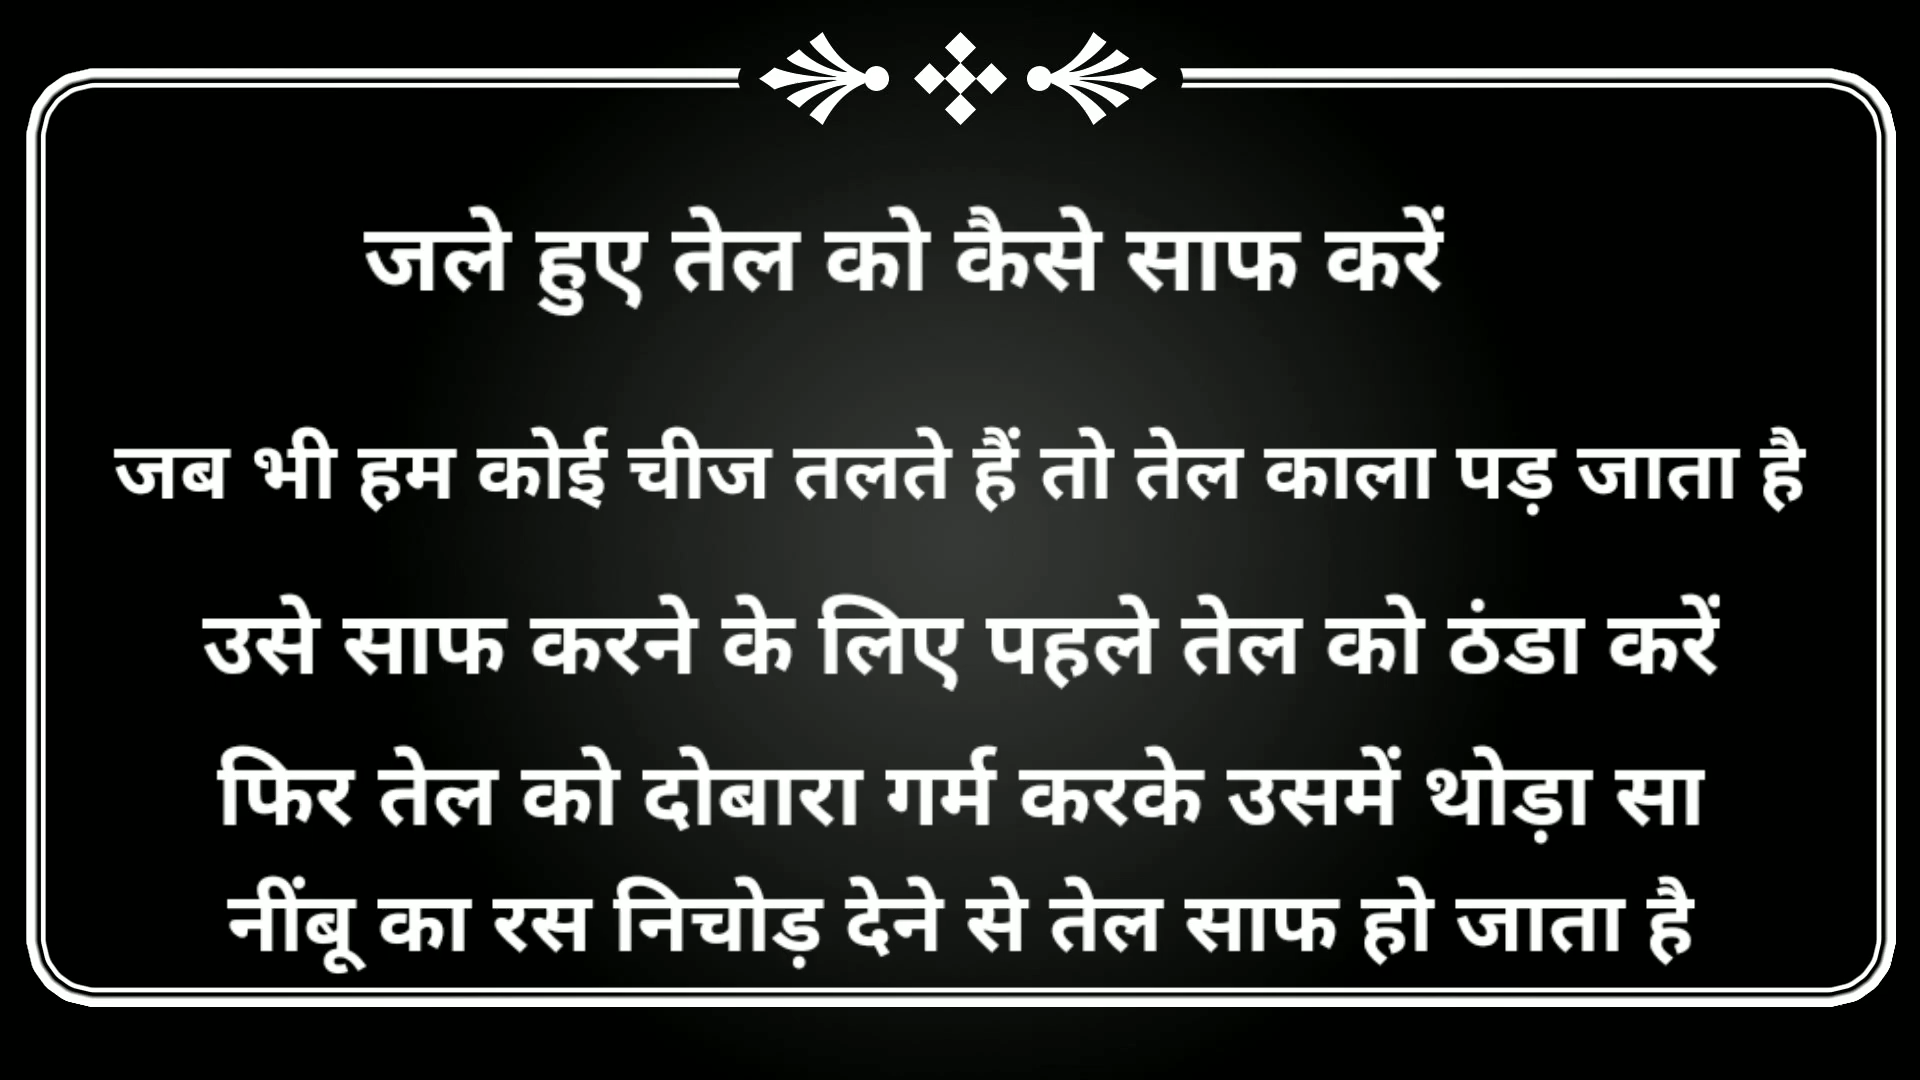 जले हुए तेल को कैसे साफ करें
जब भी हम कोई चीज तलते हैं तो तेल काला पड़ जाता है
उसे साफ करने के लिए पहले तेल को ठंडा करें
फिर तेल को दोबारा गर्म करके उसमें थोड़ा सा
नींबू का रस निचोड़ देने से तेल साफ हो जाता है